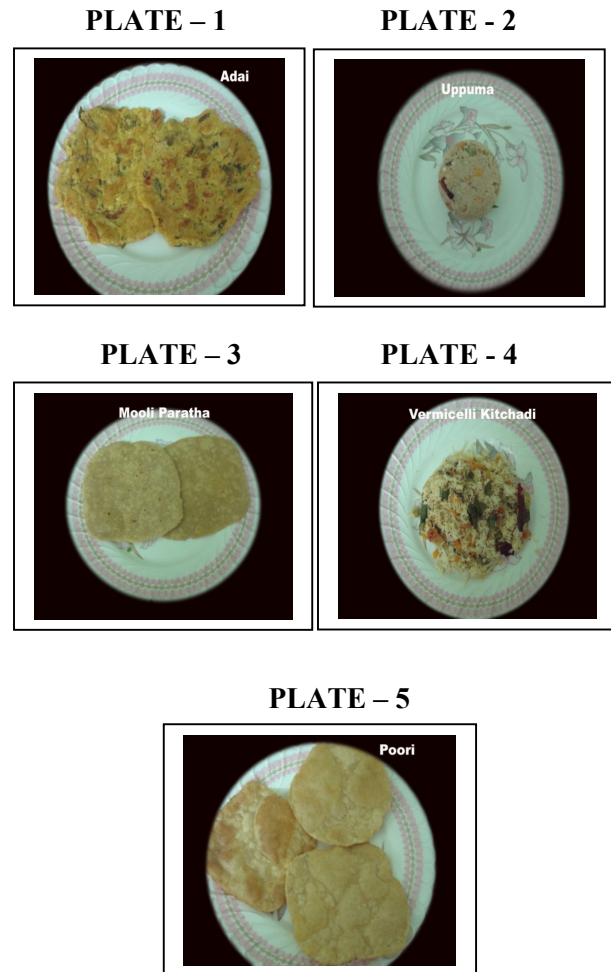 PLATE – 1
PLATE - 2
Adai
Uppuma
PLATE – 3
PLATE - 4
Mooli Paratha
Vermicelli Kitchadi
PLATE – 5
Poori